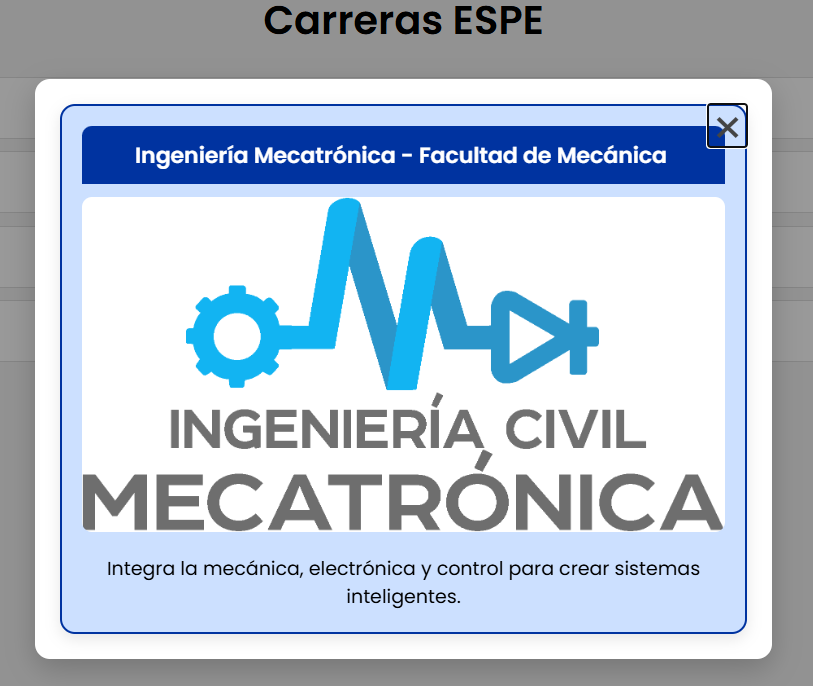 Carreras ESPE
Ingeniería Mecatrónica - Facultad de Mecánica
INGENIERÍA CIVIL
MECATRÓNICA
Integra la mecánica, electrónica y control para crear sistemas
inteligentes.